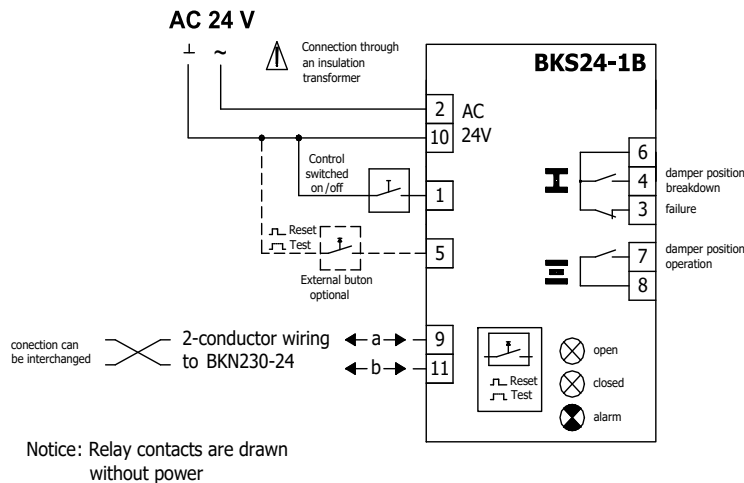 AC 24 V
⊥ ~
Connection through
an insulation
transformer
BKS24-1B
2
AC
10
24V
Control
switched
on/off
1
Reset
Test
5
External buton
optional
6
4
damper position
breakdown
3
failure
7
damper position
operation
8
conection can
be interchanged
2-conductor wiring
to BKN230-24
a
9
b
11
Reset
Test
open
closed
alarm
Notice: Relay contacts are drawn
without power